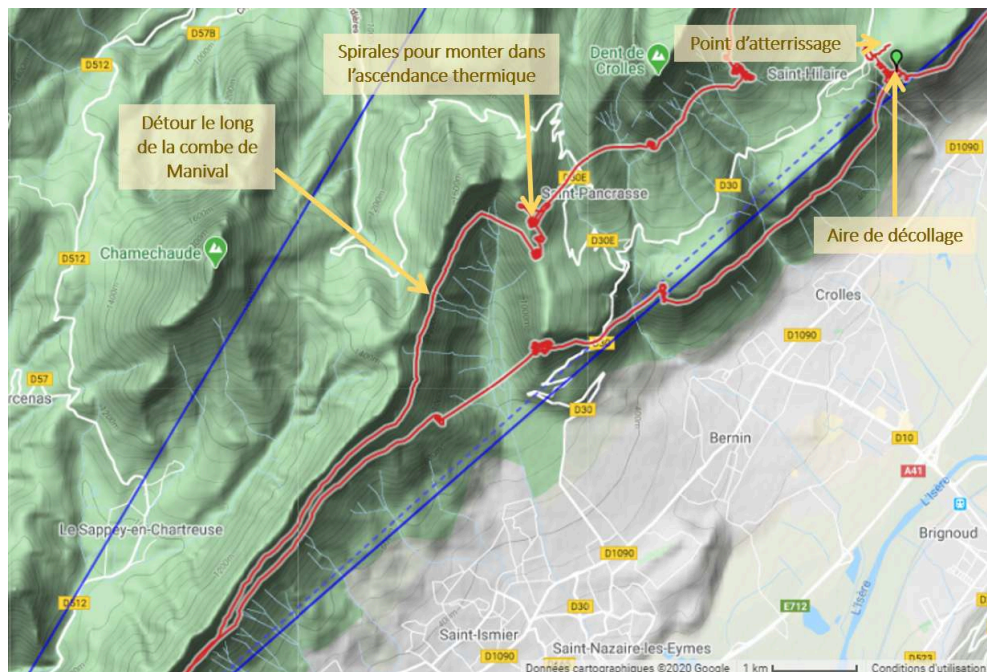 D57B
D512
Spirales pour monter dans
l'ascendance thermique
Dent de
Crolles
Point d'atterrissage
Saint-Hilaire
Détour le long
de la combe de
Manival
D1090
D30E
Saint-Pancrasse
D30
D30E
Aire de décollage
Chamechaude
D512
Crolles
D1090
D57
D30
Bernin
D10
A41
L'Isère
Brignoud
Le Sappey-en-Chartreuse
D1090
D512
D30
E712
L'Isère
Saint-Ismier
Saint-Nazaire-les-Eymes
D1090
D523
Données cartographiques ©2020 Google
1 km
Conditions d'utilisation